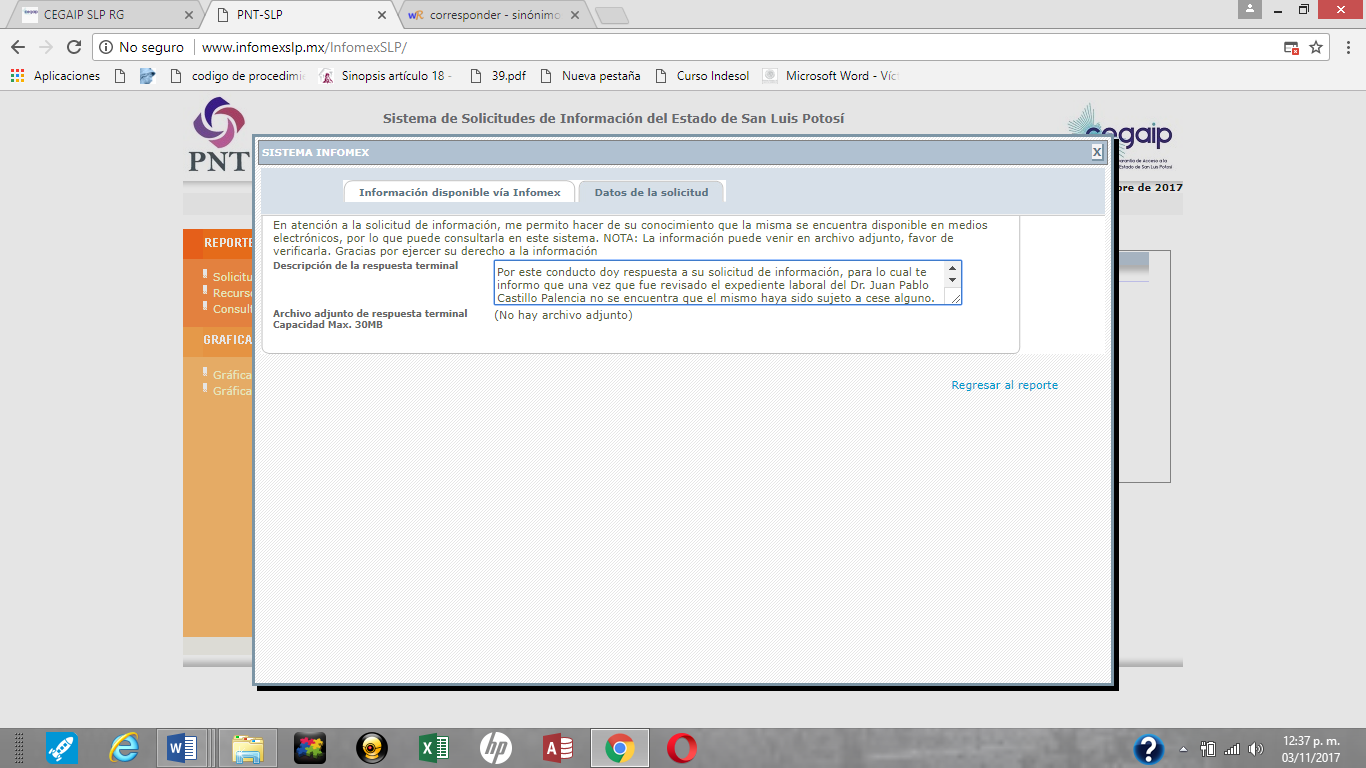 CEGAIP SLP RG
PNT-SLP
corresponder - sinónimo
No seguro
www.infomexslp.mx/InfomexSLP/
Aplicaciones
codigo de procedimie
Sinopsis artículo 18 -
39.pdf
Nueva pestaña
Curso Indesol
Microsoft Word - Víc
PNT
Sistema de Solicitudes de Información del Estado de San Luis Potosí
cegaip
bre de 2017
SISTEMA INFOMEX
X
Información disponible vía Infomex
Datos de la solicitud
REPORTE
Solicitu
Recurs
Consult
GRAFICA
Gráfica
Gráfica
En atención a la solicitud de información, me permito hacer de su conocimiento que la misma se encuentra disponible en medios
electrónicos, por lo que puede consultarla en este sistema. NOTA: La información puede venir en archivo adjunto, favor de
verificarla. Gracias por ejercer su derecho a la información
Descripción de la respuesta terminal
Por este conducto doy respuesta a su solicitud de información, para lo cual te
informo que una vez que fue revisado el expediente laboral del Dr. Juan Pablo
Castillo Palencia no se encuentra que el mismo haya sido sujeto a cese alguno.
Archivo adjunto de respuesta terminal
Capacidad Max. 30MB
(No hay archivo adjunto)
Regresar al reporte
12:37 p. m.
03/11/2017